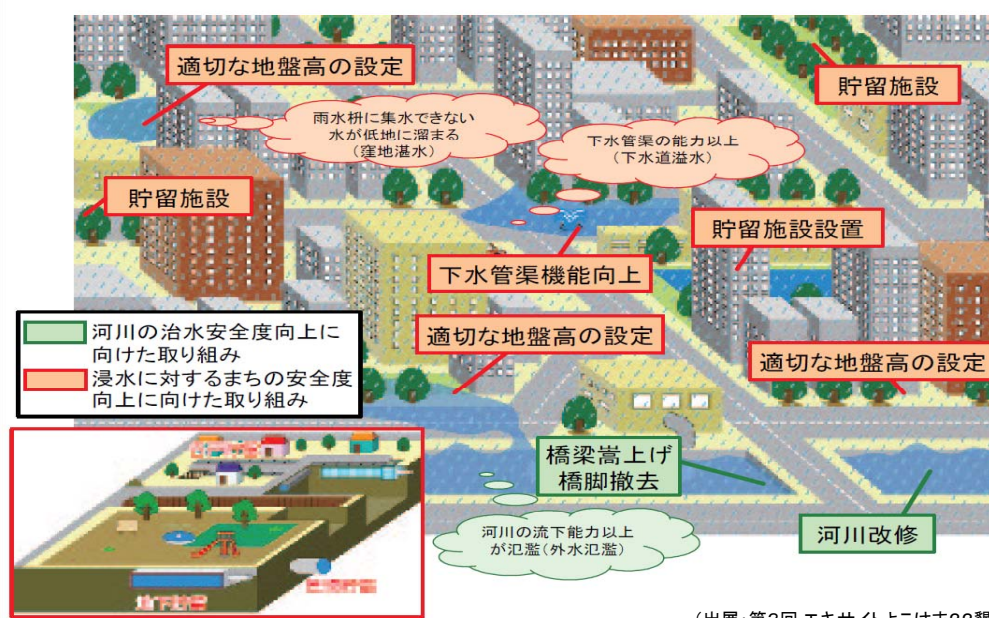 適切な地盤高の設定
貯留施設
雨水枡に集水できない
水が低地に溜まる
(窪地湛水)
下水管渠の能力以上
(下水道溢水)
貯留施設
貯留施設設置
下水管渠機能向上
河川の治水安全度向上に
向けた取り組み
浸水に対するまちの安全度
向上に向けた取り組み
適切な地盤高の設定
適切な地盤高の設定
橋梁嵩上げ
橋脚撤去
河川の流下能力以上
が氾濫(外水氾濫)
河川改修